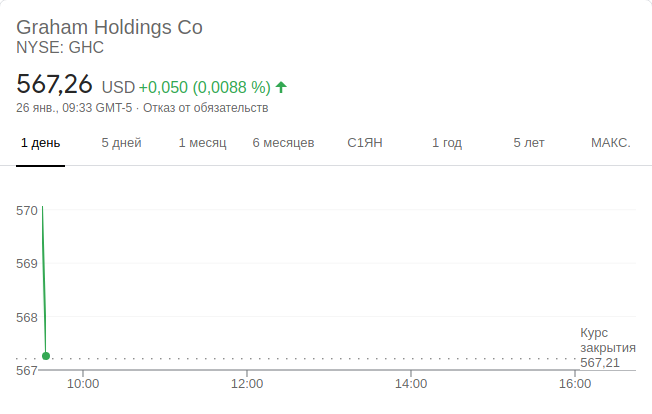 Graham Holdings Co
NYSE: GHC
567,26 USD +0,050 (0,0088 %)
26 янв., 09:33 GMT-5 · Отказ от обязательств
1 день 5 дней 1 месяц 6 месяцев С1ЯН 1 год 5 лет МАКС.
570
569
568
567
Курс
закрытия
567,21
10:00 12:00 14:00 16:00